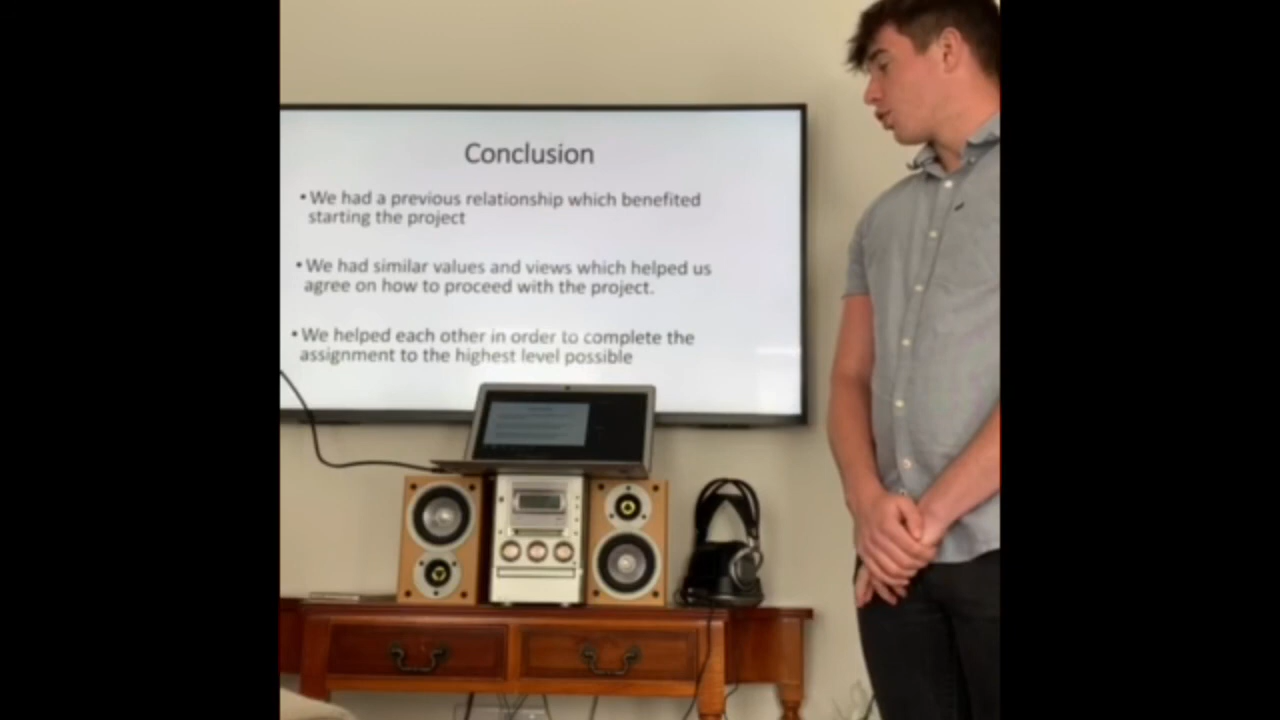 Conclusion
• We had a previous relationship which benefited
starting the project
• We had similar values and views which helped us
agree on how to proceed with the project.
• We helped each other in order to complete the
assignment to the highest level possible